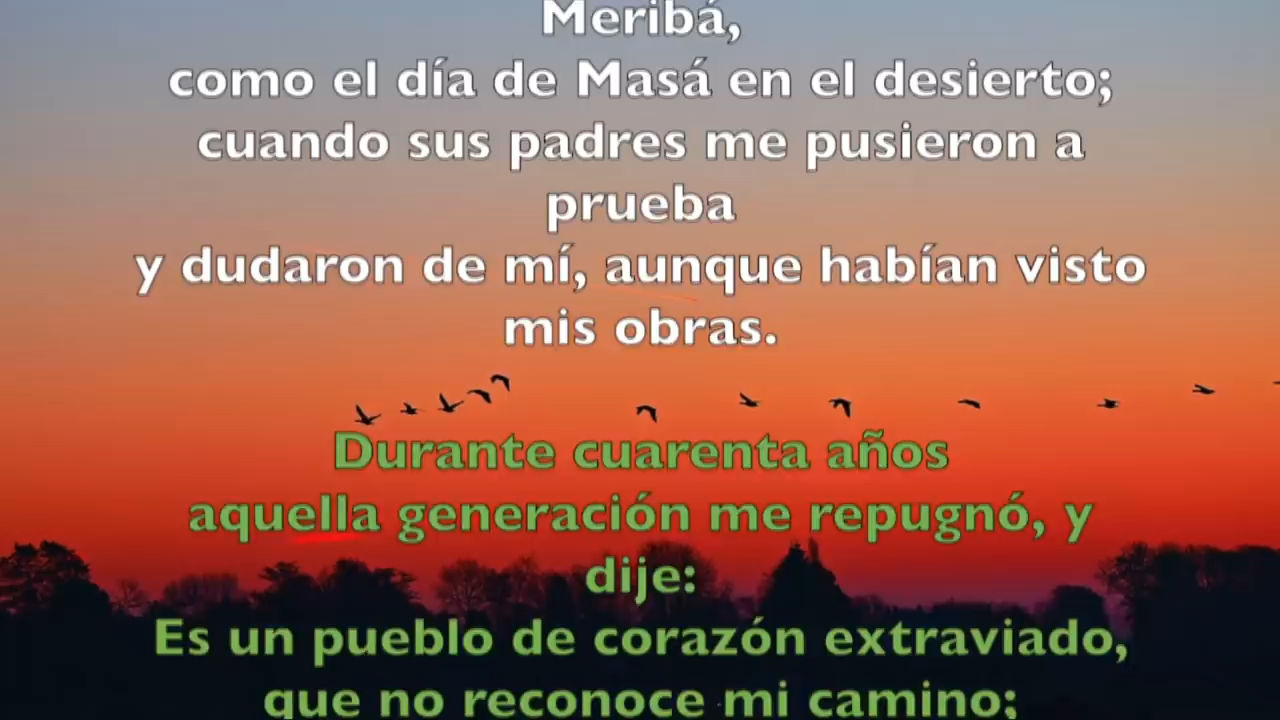 Meribá,
como el día de Masá en el desierto;
cuando sus padres me pusieron a
prueba
y dudaron de mí, aunque habían visto
mis obras.
Durante cuarenta años
aquella generación me repugnó, y
dije:
Es un pueblo de corazón extraviado,
que no reconoce mi camino;